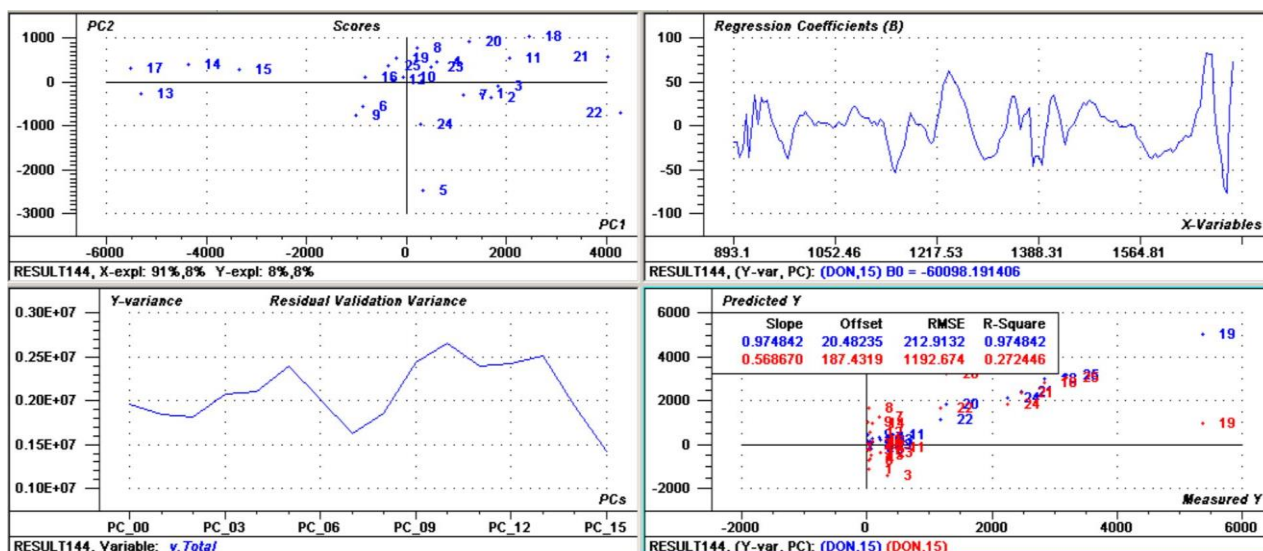 PC2 Scores
1000
0
-1000
-2000
-3000
17 14 15 13 16 6 9 19 8 25 4 23 10 12 20 18 11 21 3 7 1 2 22 24 5
PC1
-6000 -4000 -2000 0 2000 4000
RESULT144, X-expl: 91%,8% Y-expl: 8%,8%
Regression Coefficients (B)
100
50
0
-50
-100
X-Variables
893.1 1052.46 1217.53 1388.31 1564.81
RESULT144, (Y-var, PC): (DON,15) B0 = -60098.191406
Y-variance Residual Validation Variance
0.30E+07
0.25E+07
0.20E+07
0.15E+07
0.10E+07
PCs
PC_00 PC_03 PC_06 PC_09 PC_12 PC_15
RESULT144, Variable: v.Total
Predicted Y
6000
4000
2000
0
-2000
Slope Offset RMSE R-Square
0.974842 20.48235 212.9132 0.974842
0.568670 187.4319 1192.674 0.272446
19
25
21
24
20
22
8
7
11
22
24
21
19
1
3
Measured Y
-2000 0 2000 4000 6000
RESULT144, (Y-var, PC): (DON,15) (DON,15)